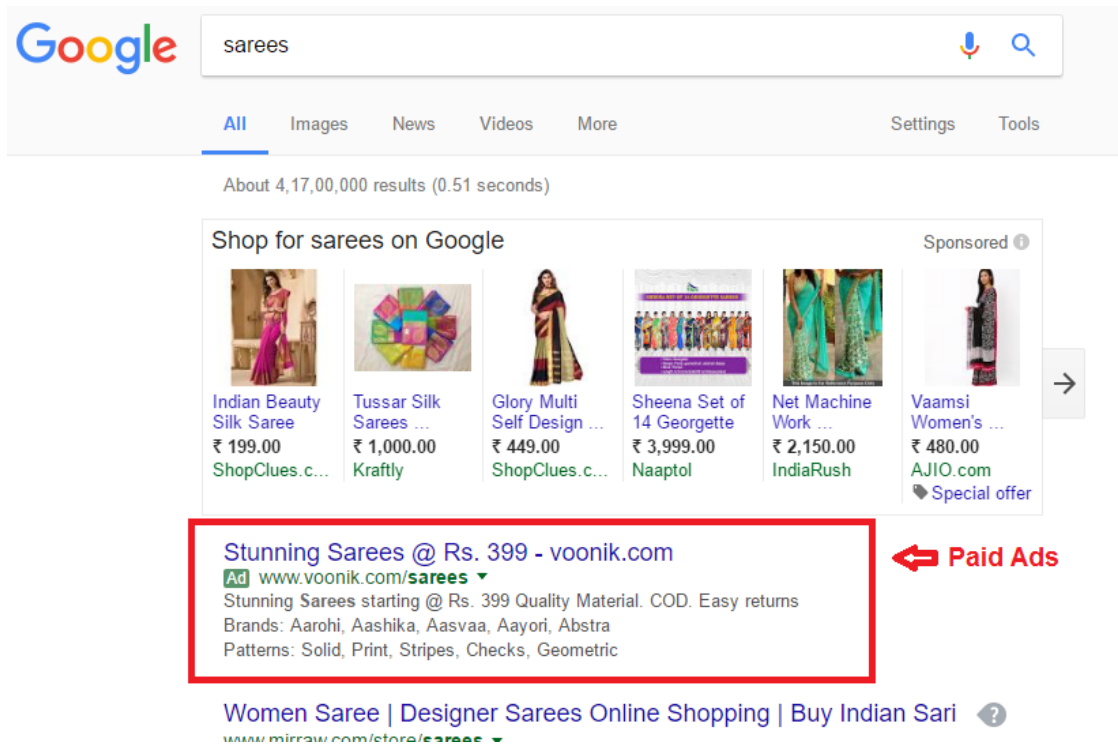 Google
sarees
All Images News Videos More Settings Tools
About 4,17,00,000 results (0.51 seconds)
Shop for sarees on Google Sponsored
Indian Beauty
Silk Saree
₹ 199.00
ShopClues.c...
Tussar Silk
Sarees ...
₹ 1,000.00
Kraftly
Glory Multi
Self Design ...
₹ 449.00
ShopClues.c...
Sheena Set of
14 Georgette
₹ 3,999.00
Naaptol
Net Machine
Work ...
₹ 2,150.00
IndiaRush
Vaamsi
Women's ...
₹ 480.00
AJIO.com
Special offer
Stunning Sarees @ Rs. 399 - voonik.com
Ad www.voonik.com/sarees
Stunning Sarees starting @ Rs. 399 Quality Material. COD. Easy returns
Brands: Aarohi, Aashika, Aasvaa, Aayori, Abstra
Patterns: Solid, Print, Stripes, Checks, Geometric
Paid Ads
Women Saree | Designer Sarees Online Shopping | Buy Indian Sari
www.mirraw.com/store/sarees